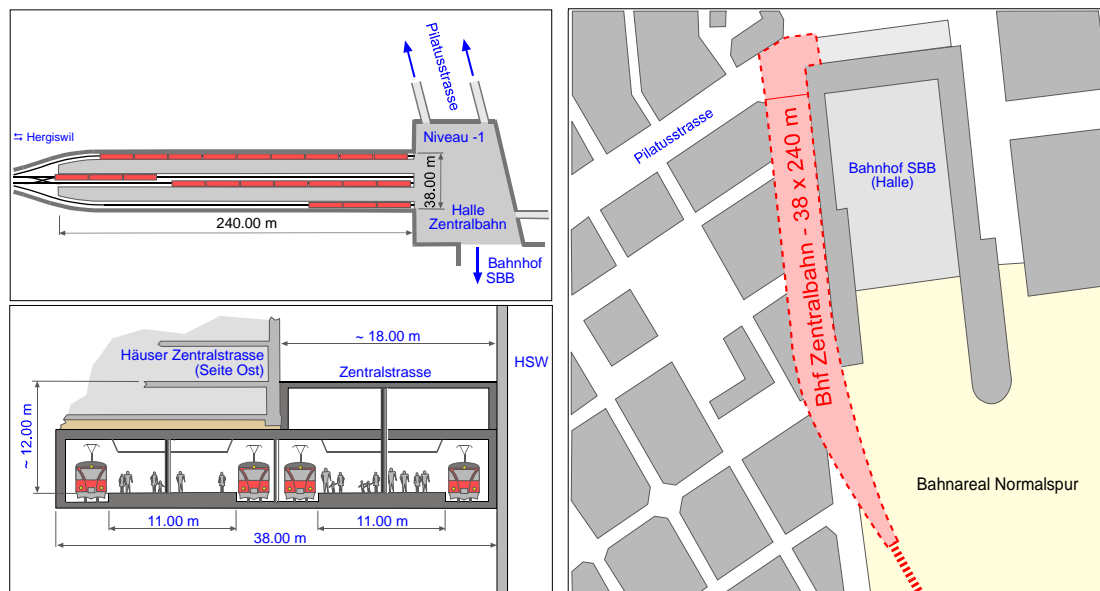 Pilatusstrasse
⇆ Hergiswil
Niveau -1
38.00 m
Halle
Zentralbahn
240.00 m
Bahnhof
SBB
~ 18.00 m
HSW
Häuser Zentralstrasse
(Seite Ost)
Zentralstrasse
~ 12.00 m
11.00 m
11.00 m
38.00 m
Pilatusstrasse
Bahnhof SBB
(Halle)
Bhf Zentralbahn - 38 x 240 m
Bahnareal Normalspur